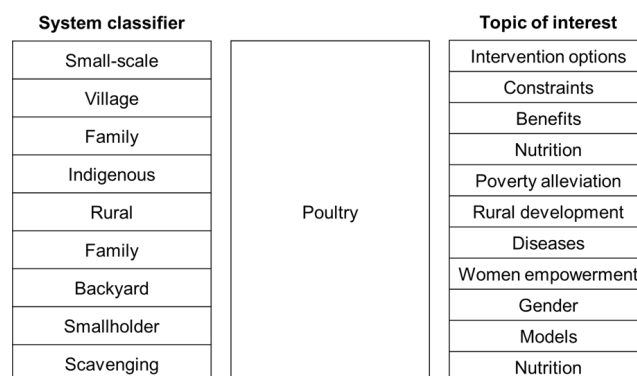 System classifier
Small-scale
Village
Family
Indigenous
Rural
Family
Backyard
Smallholder
Scavenging
Poultry
Topic of interest
Intervention options
Constraints
Benefits
Nutrition
Poverty alleviation
Rural development
Diseases
Women empowerment
Gender
Models
Nutrition